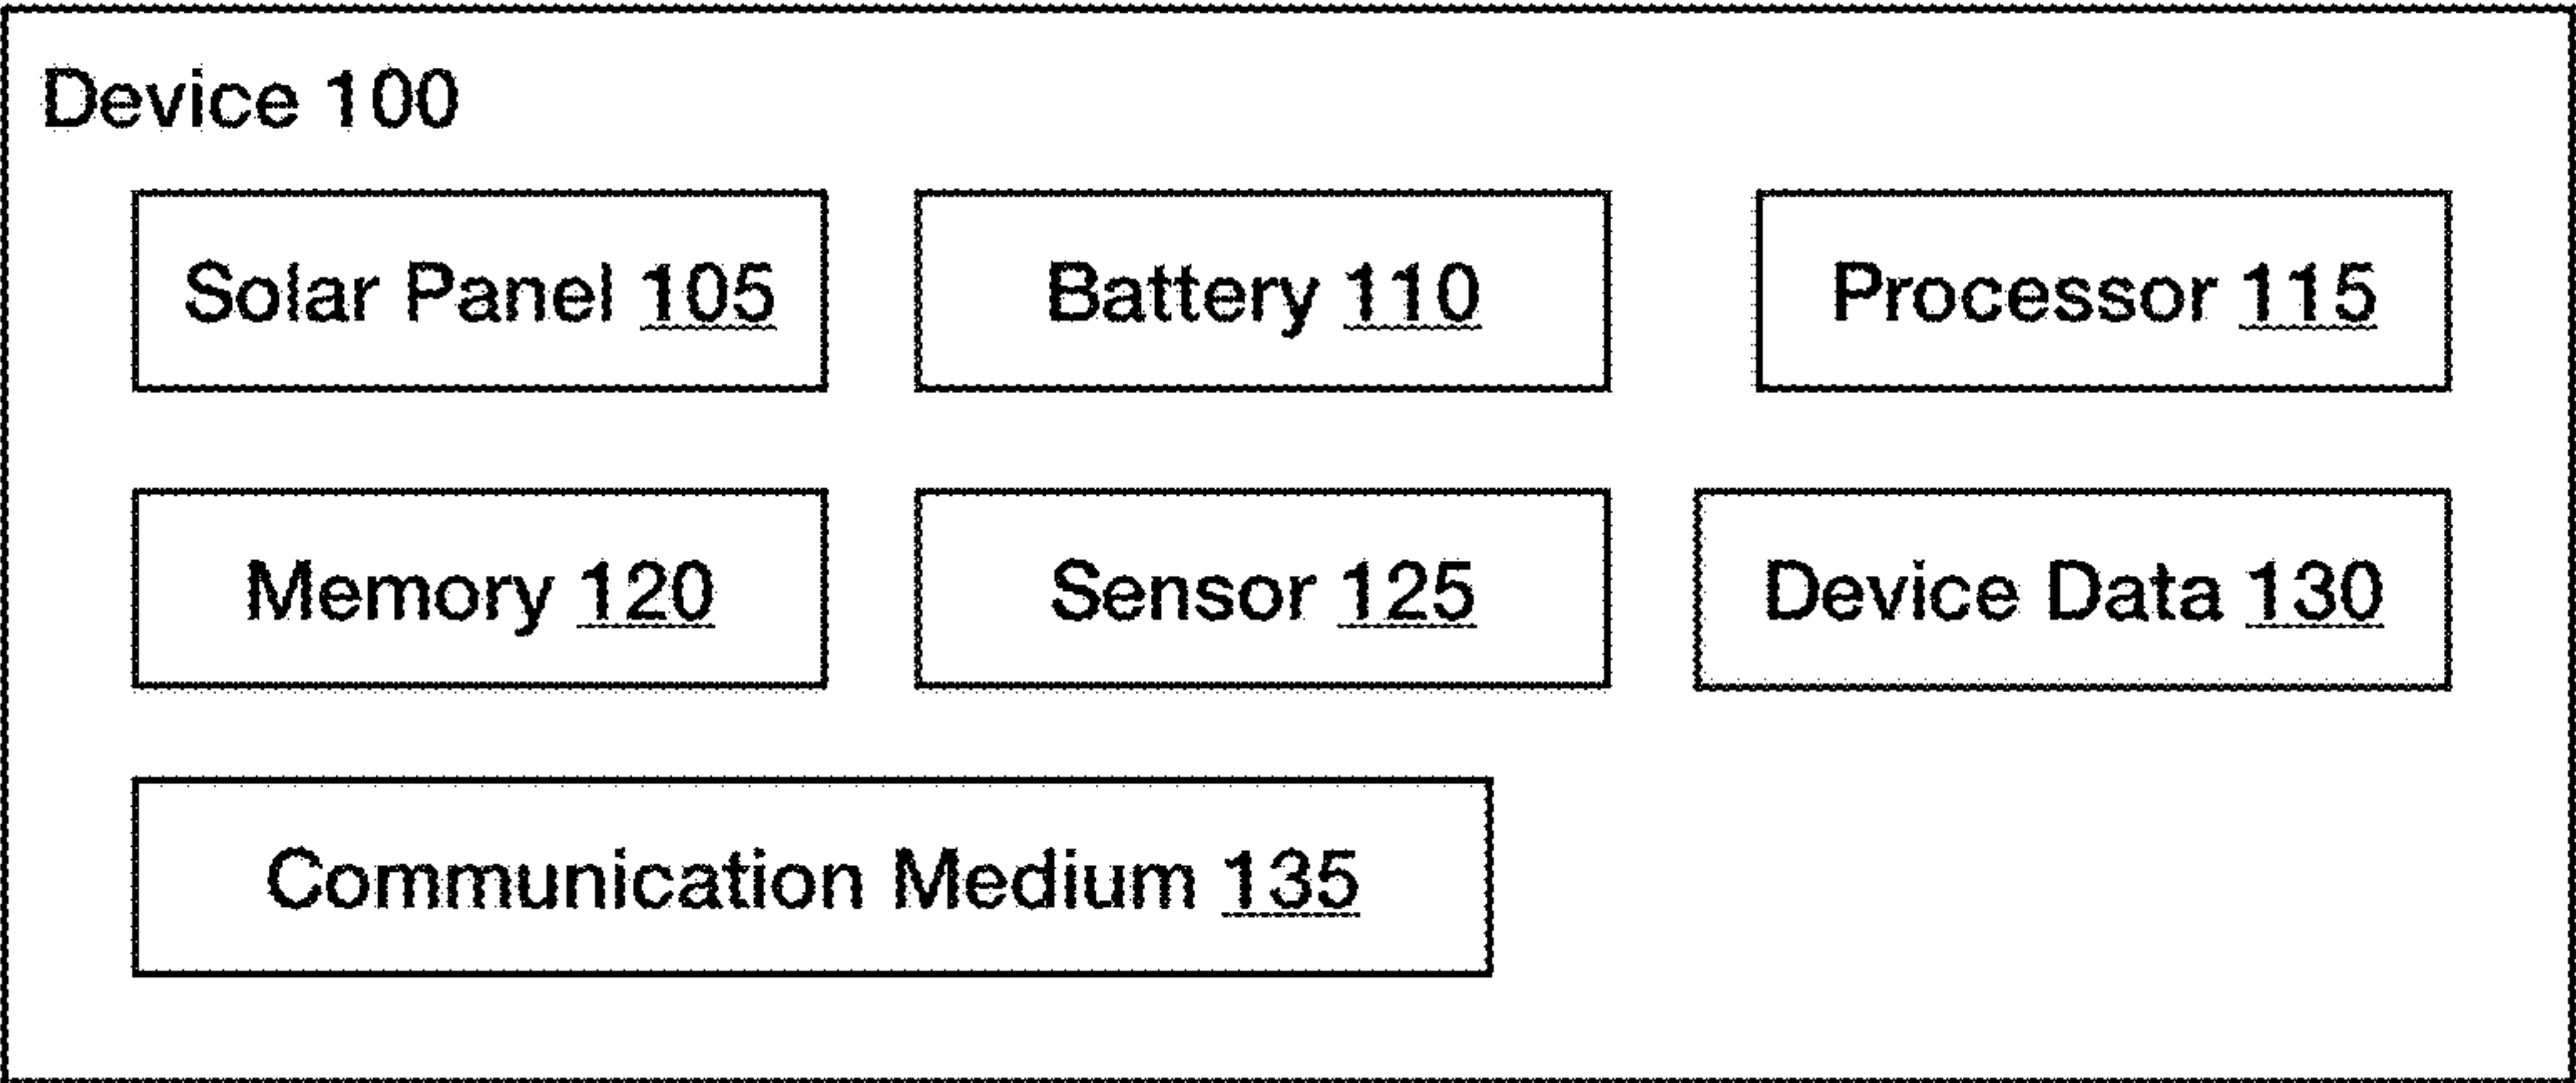 Device 100
Solar Panel 105
Battery 110
Processor 115
Memory 120
Sensor 125
Device Data 130
Communication Medium 135